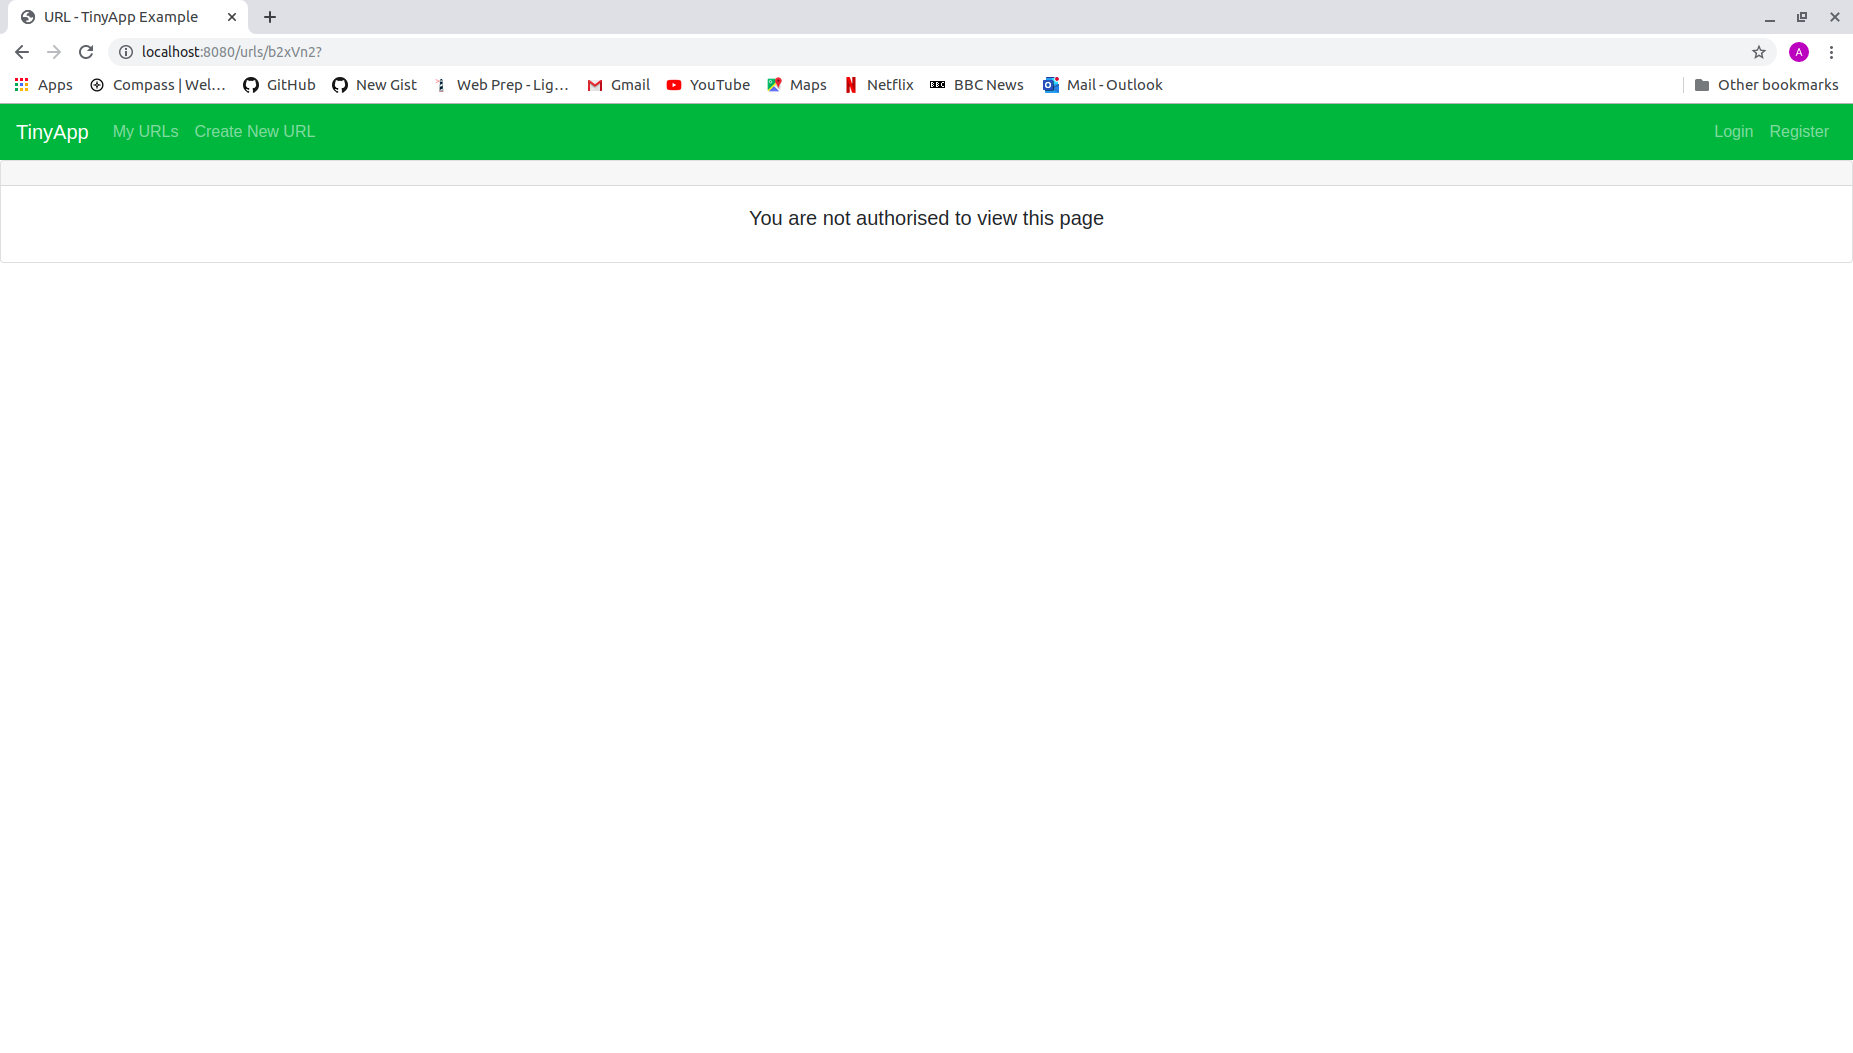 URL - TinyApp Example
localhost:8080/urls/b2xVn2?
A
Apps Compass | Wel... GitHub New Gist Web Prep - Lig... Gmail YouTube Maps Netflix BBC BBC News Mail - Outlook Other bookmarks
TinyApp My URLs Create New URL Login Register
You are not authorised to view this page